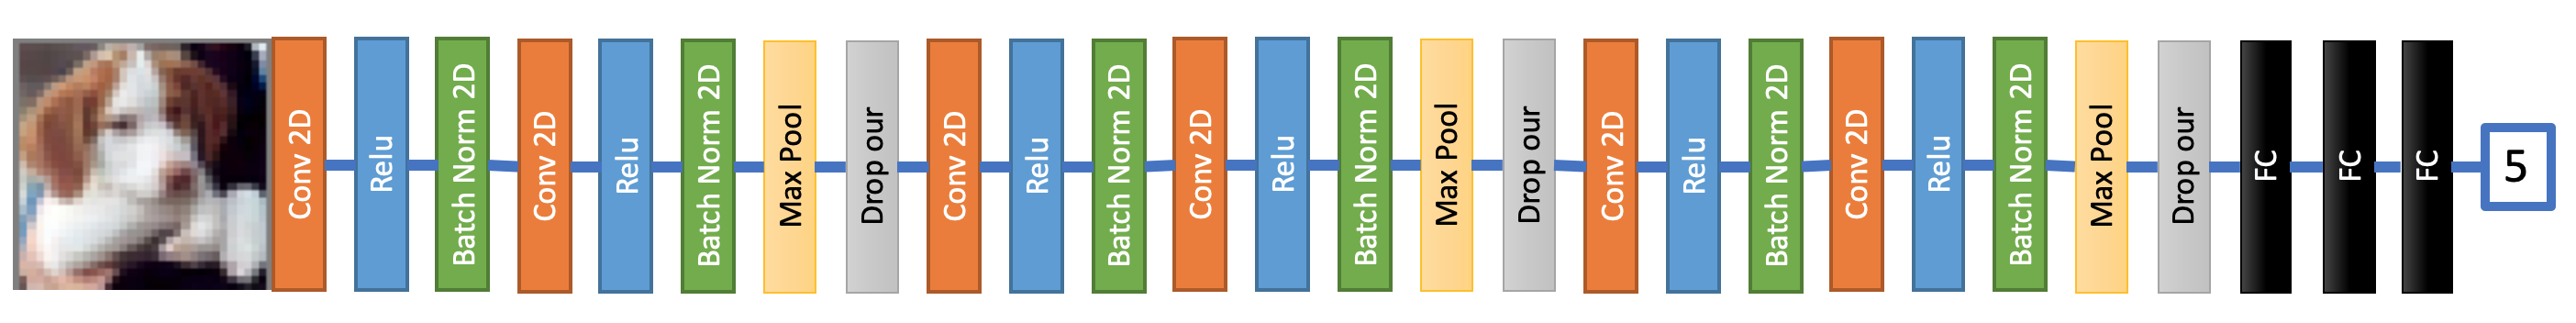 Conv 2D
Relu
Batch Norm 2D
Conv 2D
Relu
Batch Norm 2D
Max Pool
Drop our
Conv 2D
Relu
Batch Norm 2D
Conv 2D
Relu
Batch Norm 2D
Max Pool
Drop our
Conv 2D
Relu
Batch Norm 2D
Conv 2D
Relu
Batch Norm 2D
Max Pool
Drop our
FC
FC
FC
5